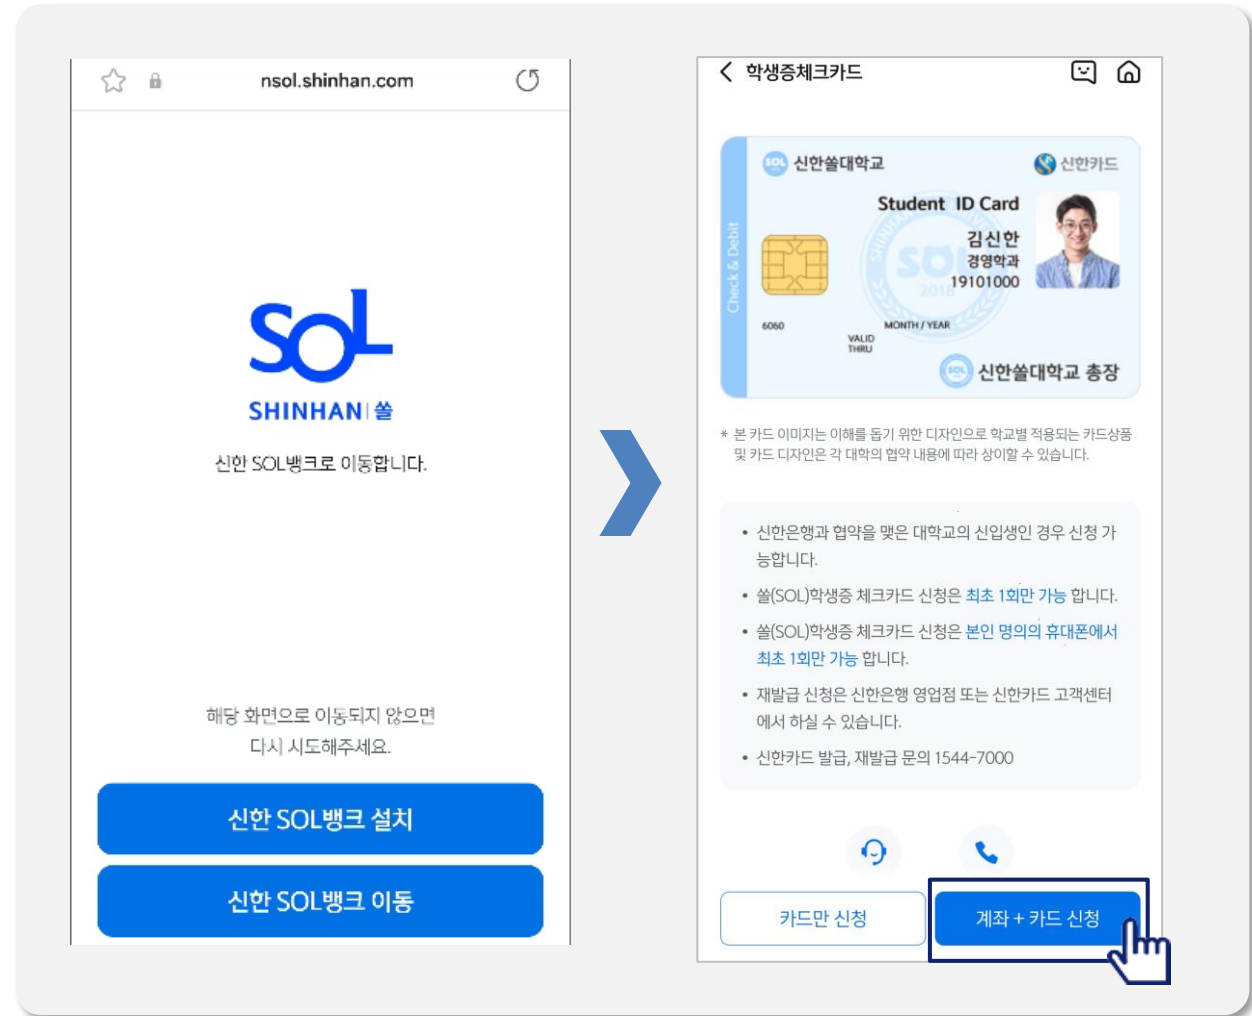 nsol.shinhan.com
SOL
SHINHAN 쏠
신한 SOL뱅크로 이동합니다.
해당 화면으로 이동되지 않으면
다시 시도해주세요.
신한 SOL뱅크 설치
신한 SOL뱅크 이동
학생증체크카드
SOL 신한쏠대학교
신한카드
Check & Debit
Student ID Card
김신한
경영학과
19101000
SOL
2018
6060
MONTH / YEAR
VALID
THRU
SOL 신한쏠대학교 총장
* 본 카드 이미지는 이해를 돕기 위한 디자인으로 학교별 적용되는 카드상품
및 카드 디자인은 각 대학의 협약 내용에 따라 상이할 수 있습니다.
• 신한은행과 협약을 맺은 대학교의 신입생인 경우 신청 가
능합니다.
• 쏠(SOL)학생증 체크카드 신청은 최초 1회만 가능 합니다.
• 쏠(SOL)학생증 체크카드 신청은 본인 명의의 휴대폰에서
최초 1회만 가능 합니다.
• 재발급 신청은 신한은행 영업점 또는 신한카드 고객센터
에서 하실 수 있습니다.
• 신한카드 발급, 재발급 문의 1544-7000
카드만 신청
계좌 + 카드 신청